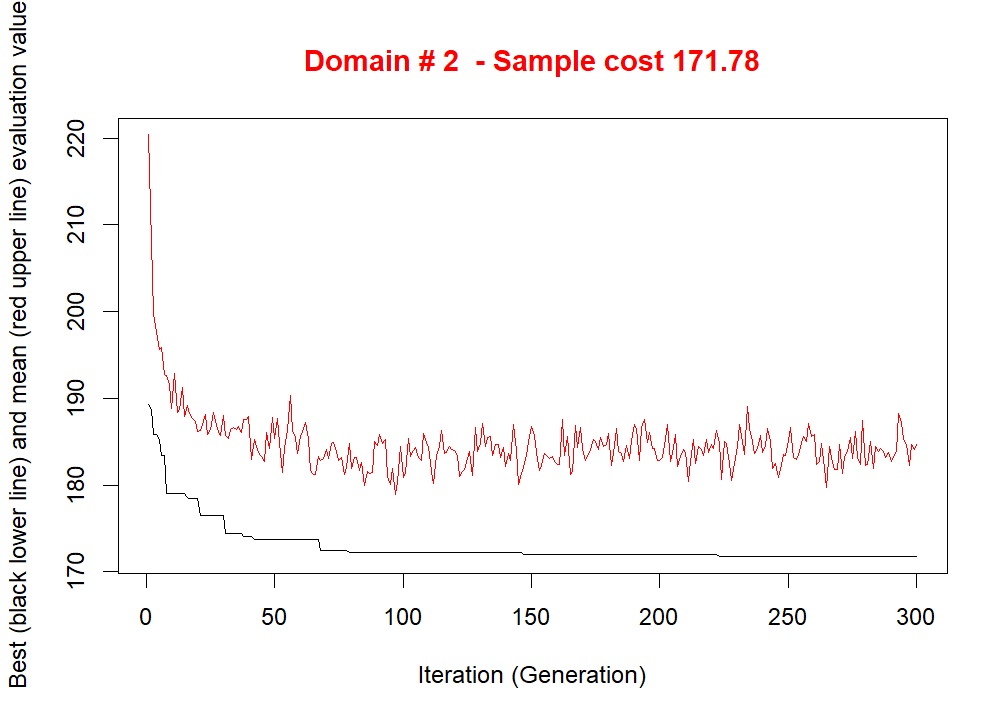 Domain # 2  - Sample cost 171.78
Best (black lower line) and mean (red upper line) evaluation value
220
210
200
190
180
170
0 50 100 150 200 250 300
Iteration (Generation)